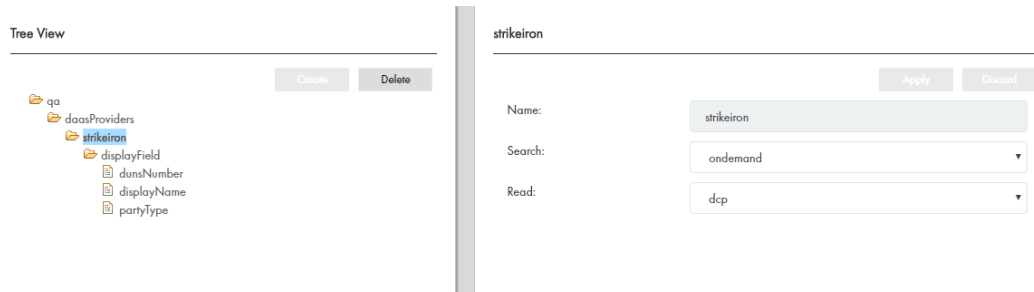 Tree View
Create
Delete
qa
daasProviders
strikeiron
displayField
dunsNumber
displayName
partyType
strikeiron
Apply
Discard
Name:
strikeiron
Search:
ondemand
Read:
dcp